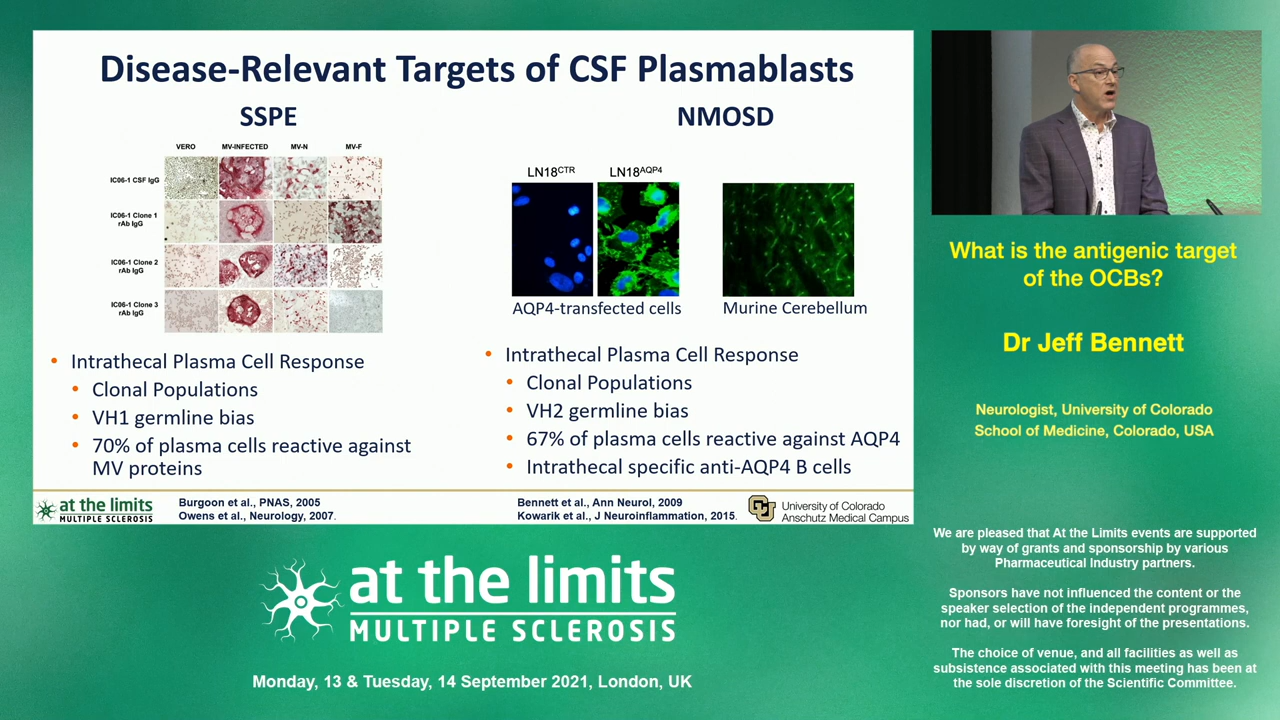 Disease-Relevant Targets of CSF Plasmablasts
SSPE
VERO MV-INFECTED MV-N MV-F
IC06-1 CSF IgG
IC06-1 Clone 1
rAb IgG
IC06-1 Clone 2
rAb IgG
IC06-1 Clone 3
rAb IgG
• Intrathecal Plasma Cell Response
• Clonal Populations
• VH1 germline bias
• 70% of plasma cells reactive against
MV proteins
NMOSD
LN18CTR LN18AQP4
AQP4-transfected cells
Murine Cerebellum
• Intrathecal Plasma Cell Response
• Clonal Populations
• VH2 germline bias
• 67% of plasma cells reactive against AQP4
• Intrathecal specific anti-AQP4 B cells
at the limits
MULTIPLE SCLEROSIS
Burgoon et al., PNAS, 2005
Owens et al., Neurology, 2007.
Bennett et al., Ann Neurol, 2009
Kowarik et al., J Neuroinflammation, 2015.
CU
University of Colorado
Anschutz Medical Campus
What is the antigenic target
of the OCBs?
Dr Jeff Bennett
Neurologist, University of Colorado
School of Medicine, Colorado, USA
We are pleased that At the Limits events are supported
by way of grants and sponsorship by various
Pharmaceutical Industry partners.
Sponsors have not influenced the content or the
speaker selection of the independent programmes,
nor had, or will have foresight of the presentations.
The choice of venue, and all facilities as well as
subsistence associated with this meeting has been at
the sole discretion of the Scientific Committee.
at the limits
MULTIPLE SCLEROSIS
Monday, 13 & Tuesday, 14 September 2021, London, UK